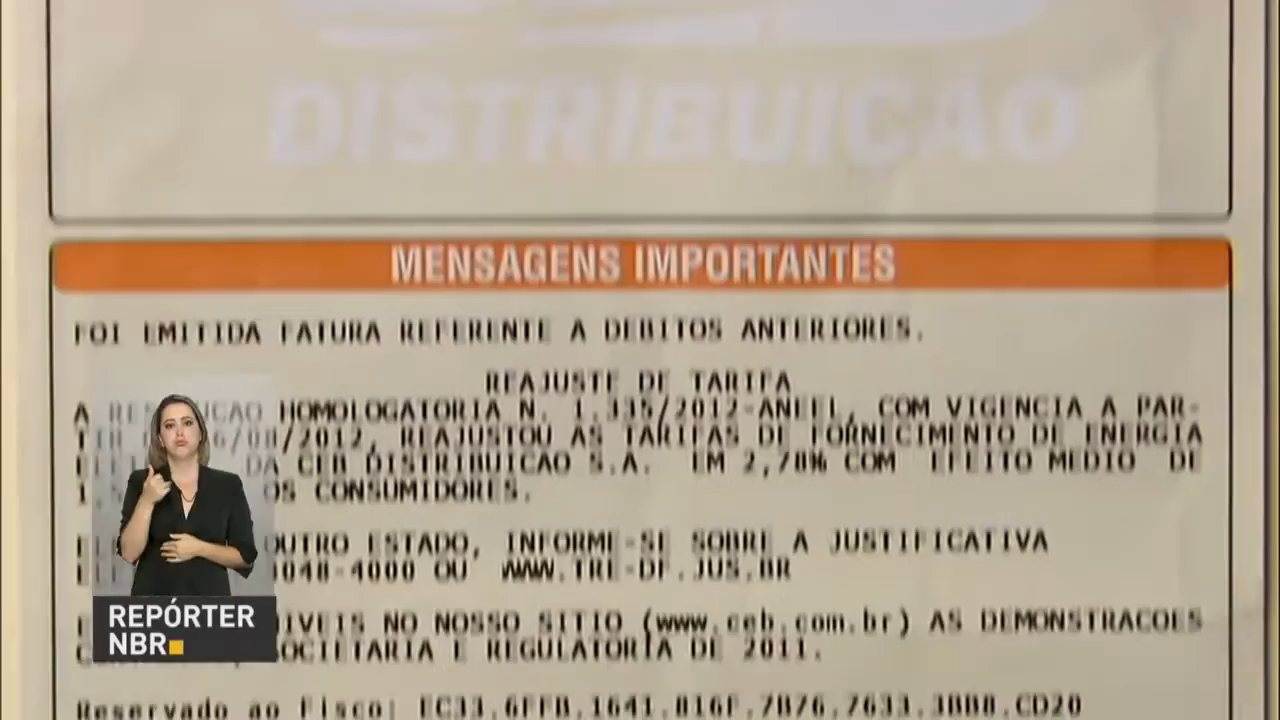 DISTRIBUIÇÃO
MENSAGENS IMPORTANTES
FOI EMITIDA FATURA REFERENTE A DEBITOS ANTERIORES.
REAJUSTE DE TARIFA
A HOMOLOGATORIA N. 1.335/2012-ANEEL, COM VIGENCIA A PAR-
/08/2012, REAJUSTOU AS TARIFAS DE FORNECIMENTO DE ENERGIA
DA CEB DISTRIBUICAO S.A. EM 2,78% COM EFEITO MEDIO DE
OS CONSUMIDORES.
OUTRO ESTADO, INFORME-SE SOBRE A JUSTIFICATIVA
048-4000 OU WWW.TRE-DF.JUS.BR
IVEIS NO NOSSO SITIO (www.ceb.com.br) AS DEMONSTRACOES
SOCIETARIA E REGULATORIA DE 2011.
Reservado ao Fisco: EC33.6FFB.1641.816F.7B76.7633.3BB8.CD20
REPÓRTER
NBR